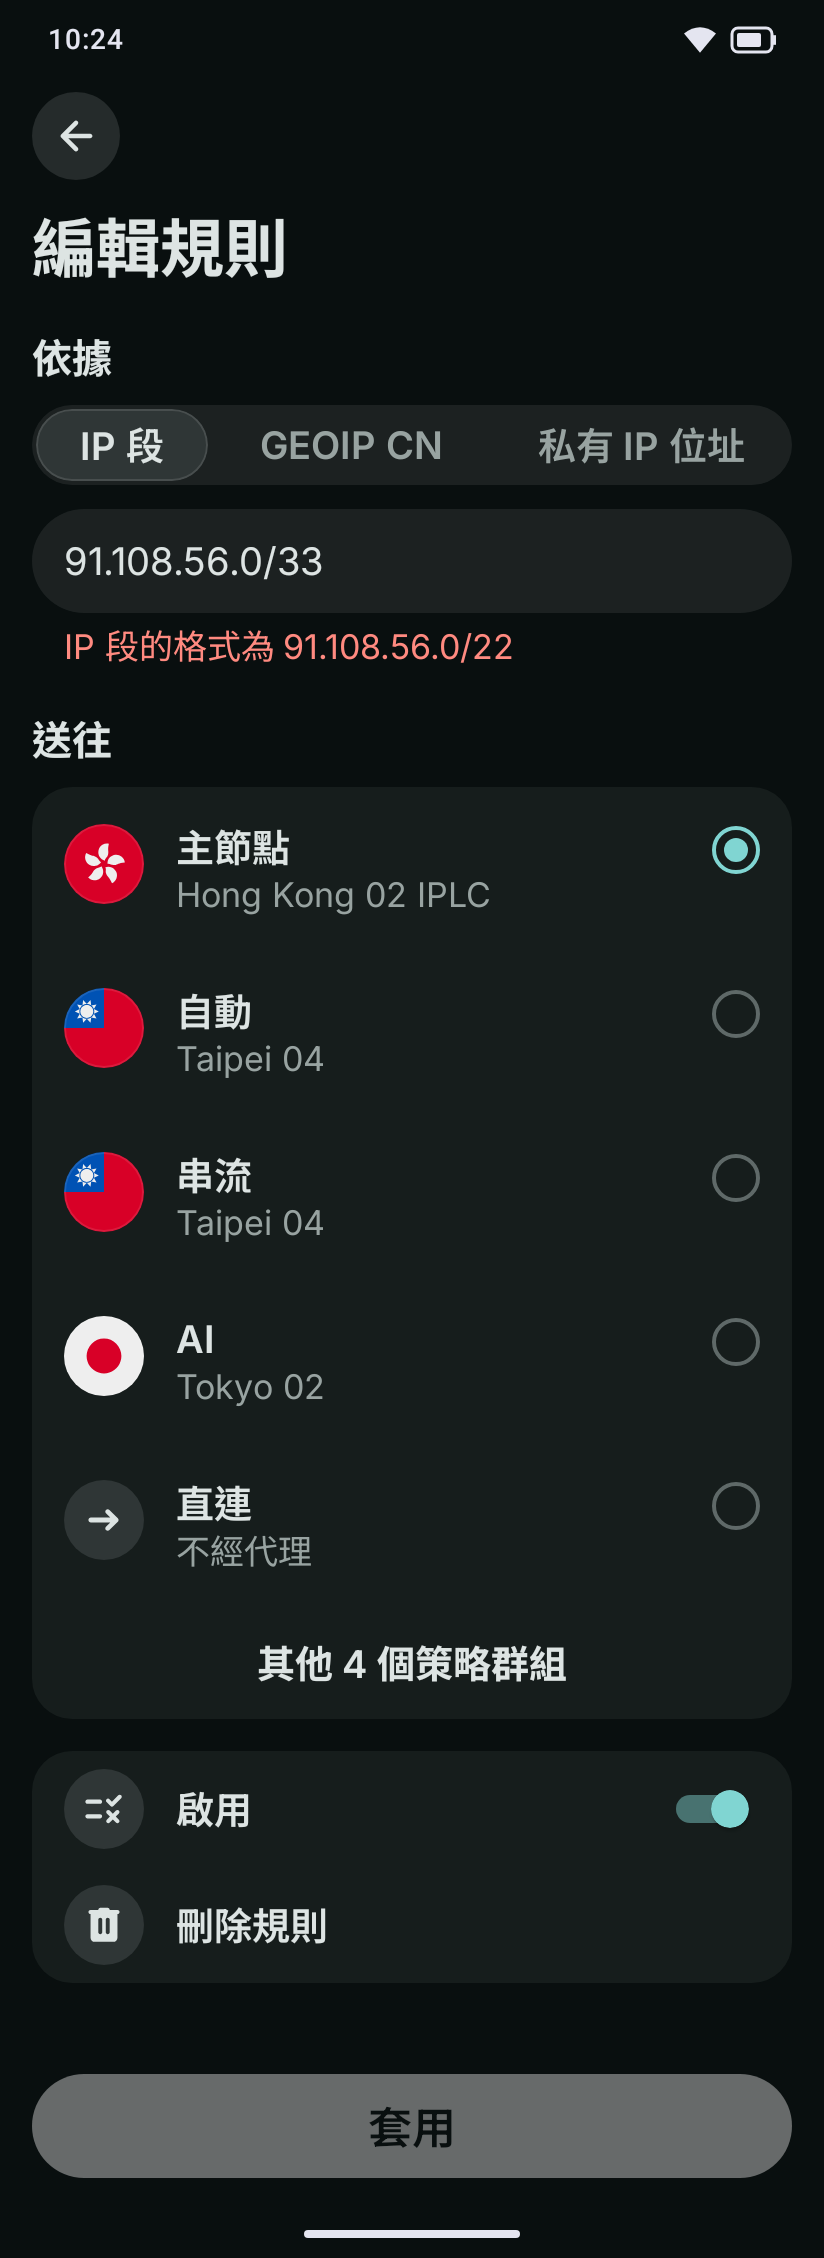 10:24
編輯規則
依據
IP 段
GEOIP CN
私有 IP 位址
91.108.56.0/33
IP 段的格式為 91.108.56.0/22
送往
主節點
Hong Kong 02 IPLC
自動
Taipei 04
串流
Taipei 04
AI
Tokyo 02
直連
不經代理
其他 4 個策略群組
啟用
刪除規則
套用